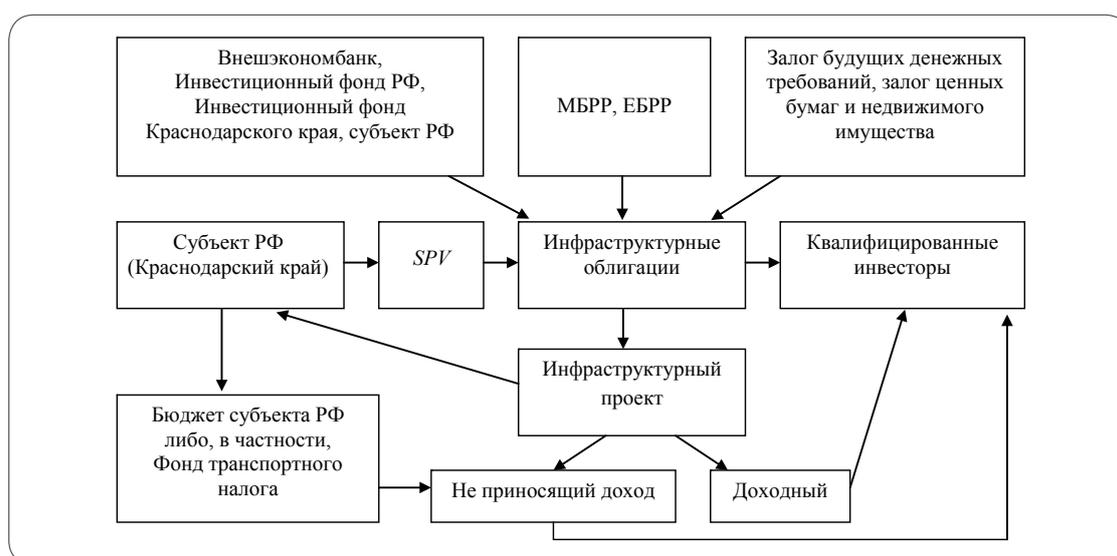 Внешэкономбанк,
Инвестиционный фонд РФ,
Инвестиционный фонд
Краснодарского края, субъект РФ
МБРР, ЕБРР
Залог будущих денежных
требований, залог ценных
бумаг и недвижимого
имущества
Субъект РФ
(Краснодарский край)
SPV
Инфраструктурные
облигации
Квалифицированные
инвесторы
Инфраструктурный
проект
Бюджет субъекта РФ
либо, в частности,
Фонд транспортного
налога
Не приносящий доход
Доходный